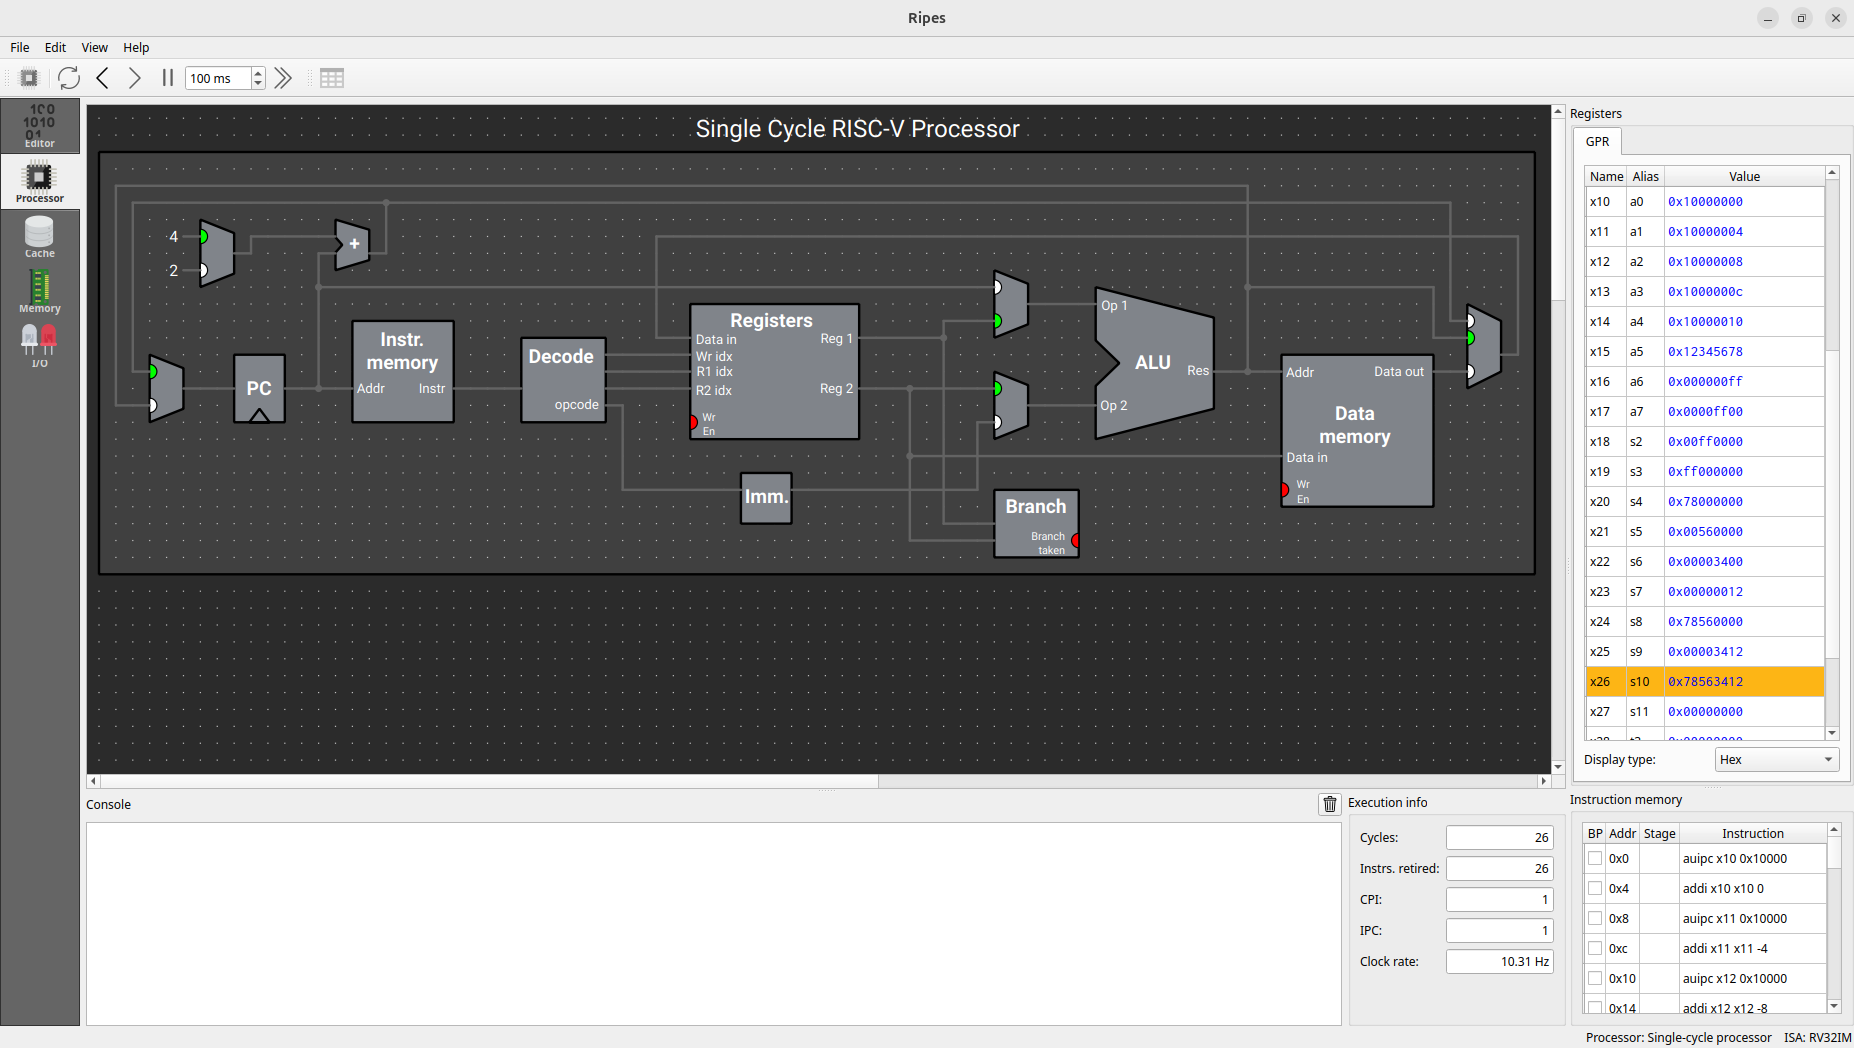 Ripes
File Edit View Help
100 ms
100
1010
01
Editor
Processor
Cache
Memory
I/O
Single Cycle RISC-V Processor
4
2
+
PC
Instr.
memory
Addr Instr
Decode
opcode
Registers
Data in Reg 1
Wr idx
R1 idx
R2 idx Reg 2
Wr
En
Imm.
Op 1
ALU
Res
Op 2
Branch
Branch
taken
Addr Data out
Data
memory
Data in
Wr
En
Registers
GPR
Name Alias Value
x10 a0 0x10000000
x11 a1 0x10000004
x12 a2 0x10000008
x13 a3 0x1000000c
x14 a4 0x10000010
x15 a5 0x12345678
x16 a6 0x000000ff
x17 a7 0x0000ff00
x18 s2 0x00ff0000
x19 s3 0xff000000
x20 s4 0x78000000
x21 s5 0x00560000
x22 s6 0x00003400
x23 s7 0x00000012
x24 s8 0x78560000
x25 s9 0x00003412
x26 s10 0x78563412
x27 s11 0x00000000
Display type: Hex
Console
Execution info
Cycles: 26
Instrs. retired: 26
CPI: 1
IPC: 1
Clock rate: 10.31 Hz
Instruction memory
BP Addr Stage Instruction
0x0 auipc x10 0x10000
0x4 addi x10 x10 0
0x8 auipc x11 0x10000
0xc addi x11 x11 -4
0x10 auipc x12 0x10000
0x14 addi x12 x12 -8
Processor: Single-cycle processor ISA: RV32IM